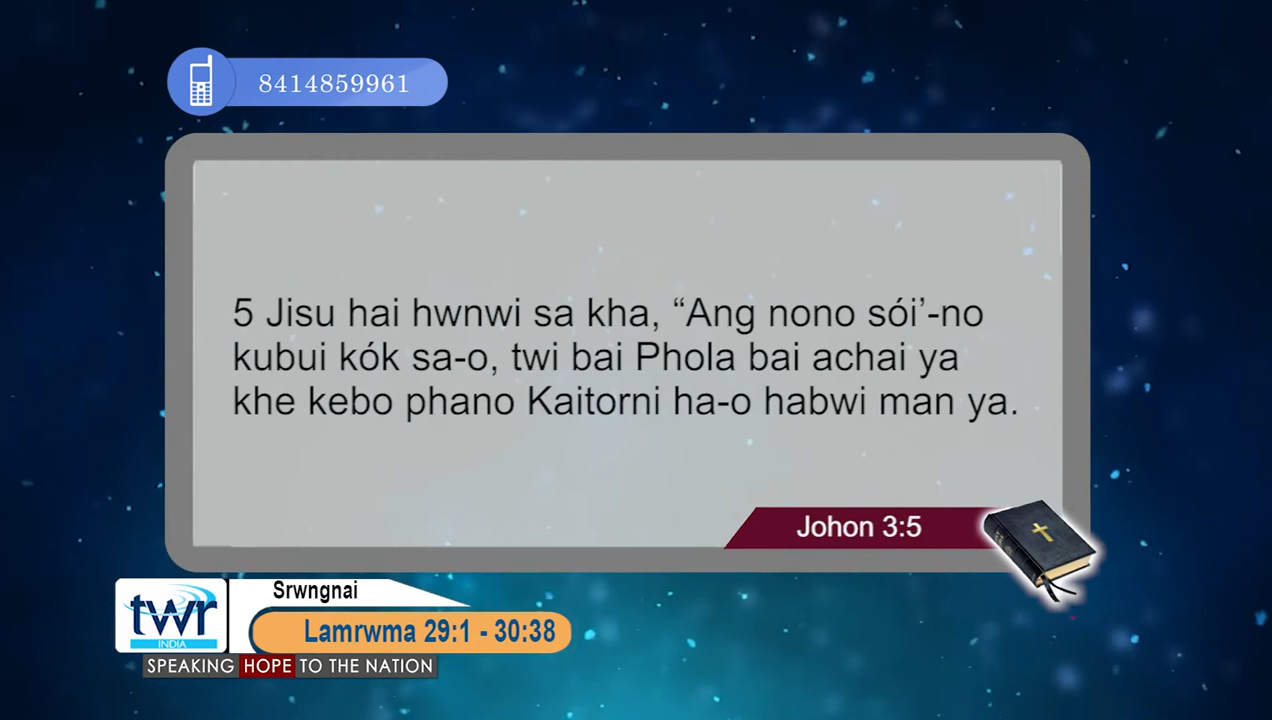 8414859961
5 Jisu hai hwnwi sa kha, “Ang nono sói’-no
kubui kók sa-o, twi bai Phola bai achai ya
khe kebo phano Kaitorni ha-o habwi man ya.
Johon 3:5
twr
INDIA
Srwngnai
Lamrwma 29:1 - 30:38
SPEAKING HOPE TO THE NATION